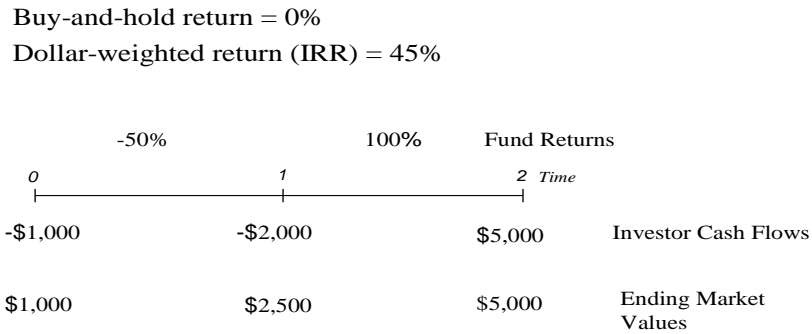 Buy-and-hold return = 0%
Dollar-weighted return (IRR) = 45%
-50% 100% Fund Returns
0 1 2 Time
-$1,000 -$2,000 $5,000 Investor Cash Flows
$1,000 $2,500 $5,000 Ending Market
Values